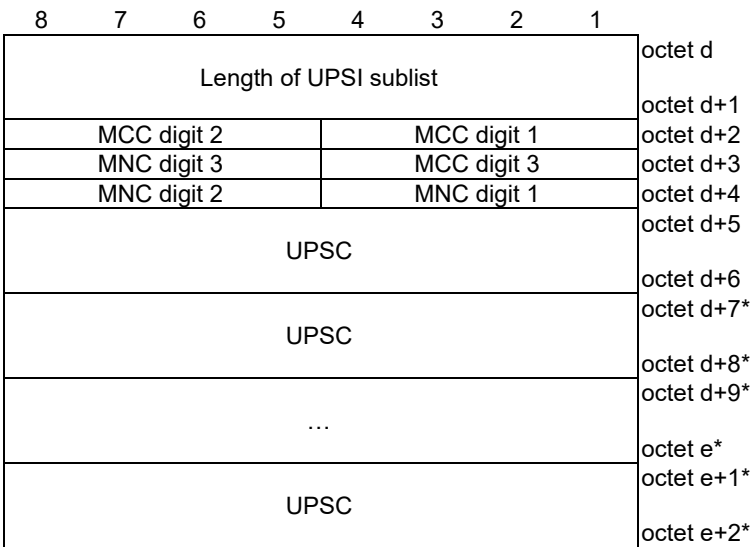 8 7 6 5 4 3 2 1
octet d
Length of UPSI sublist
octet d+1
MCC digit 2 MCC digit 1 octet d+2
MNC digit 3 MCC digit 3 octet d+3
MNC digit 2 MNC digit 1 octet d+4
octet d+5
UPSC
octet d+6
octet d+7*
UPSC
octet d+8*
octet d+9*
…
octet e*
octet e+1*
UPSC
octet e+2*